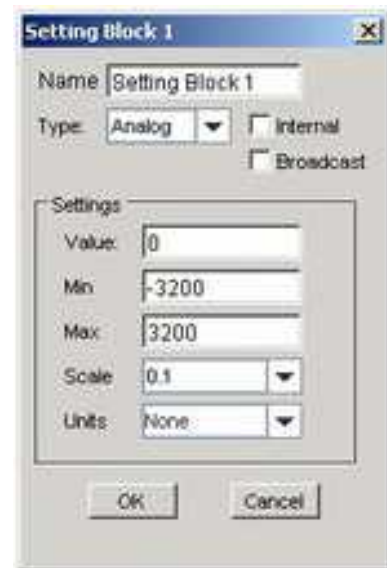 Setting Block 1
Name Setting Block 1
Type: Analog Internal
Broadcast
Settings
Value: 0
Min -3200
Max 3200
Scale 0.1
Units None
OK Cancel